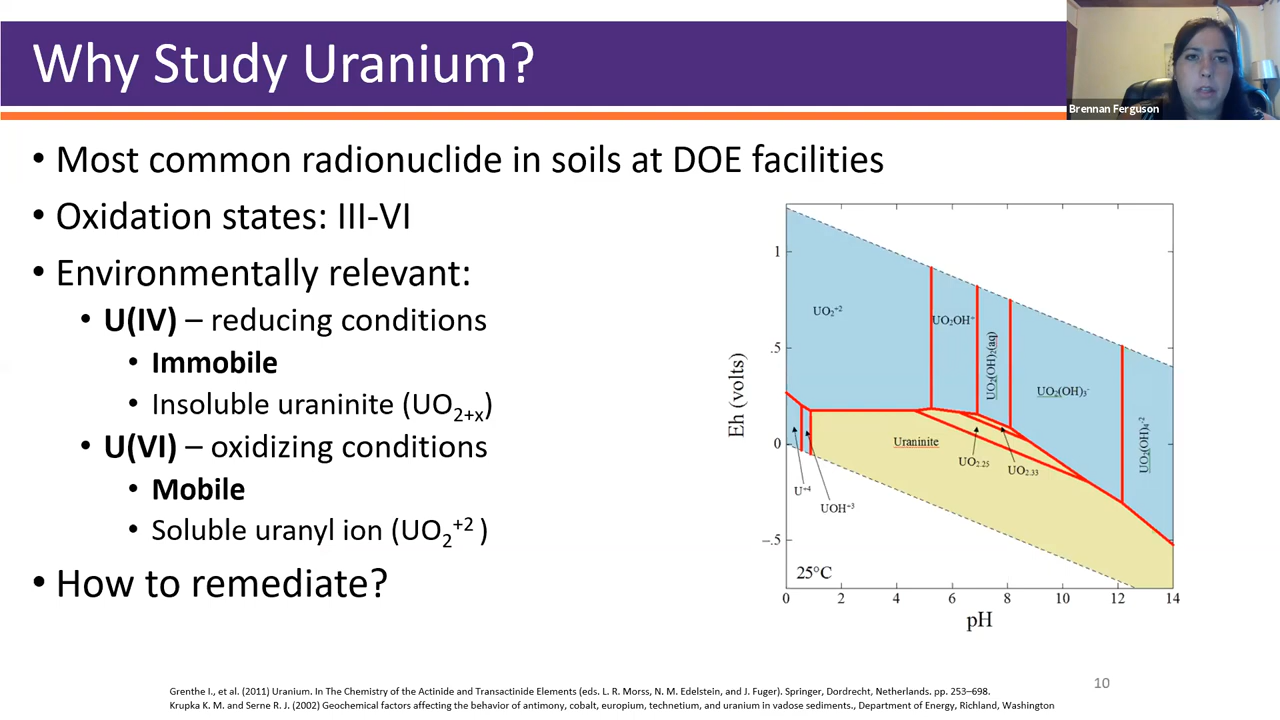 Why Study Uranium?
Brennan Ferguson
• Most common radionuclide in soils at DOE facilities
• Oxidation states: III-VI
• Environmentally relevant:
• U(IV) – reducing conditions
• Immobile
• Insoluble uraninite (UO2+x)
• U(VI) – oxidizing conditions
• Mobile
• Soluble uranyl ion (UO2+2 )
• How to remediate?
Eh (volts)
1
.5
0
–.5
UO2+2
UO2OH+
UO2(OH)2(aq)
UO2(OH)3-
UO2(OH)4-2
Uraninite
UO2.25
UO2.33
U+4
UOH+3
25°C
0 2 4 6 8 10 12 14
pH
10
Grenthe I., et al. (2011) Uranium. In The Chemistry of the Actinide and Transactinide Elements (eds. L. R. Morss, N. M. Edelstein, and J. Fuger). Springer, Dordrecht, Netherlands. pp. 253–698.
Krupka K. M. and Serne R. J. (2002) Geochemical factors affecting the behavior of antimony, cobalt, europium, technetium, and uranium in vadose sediments., Department of Energy, Richland, Washington